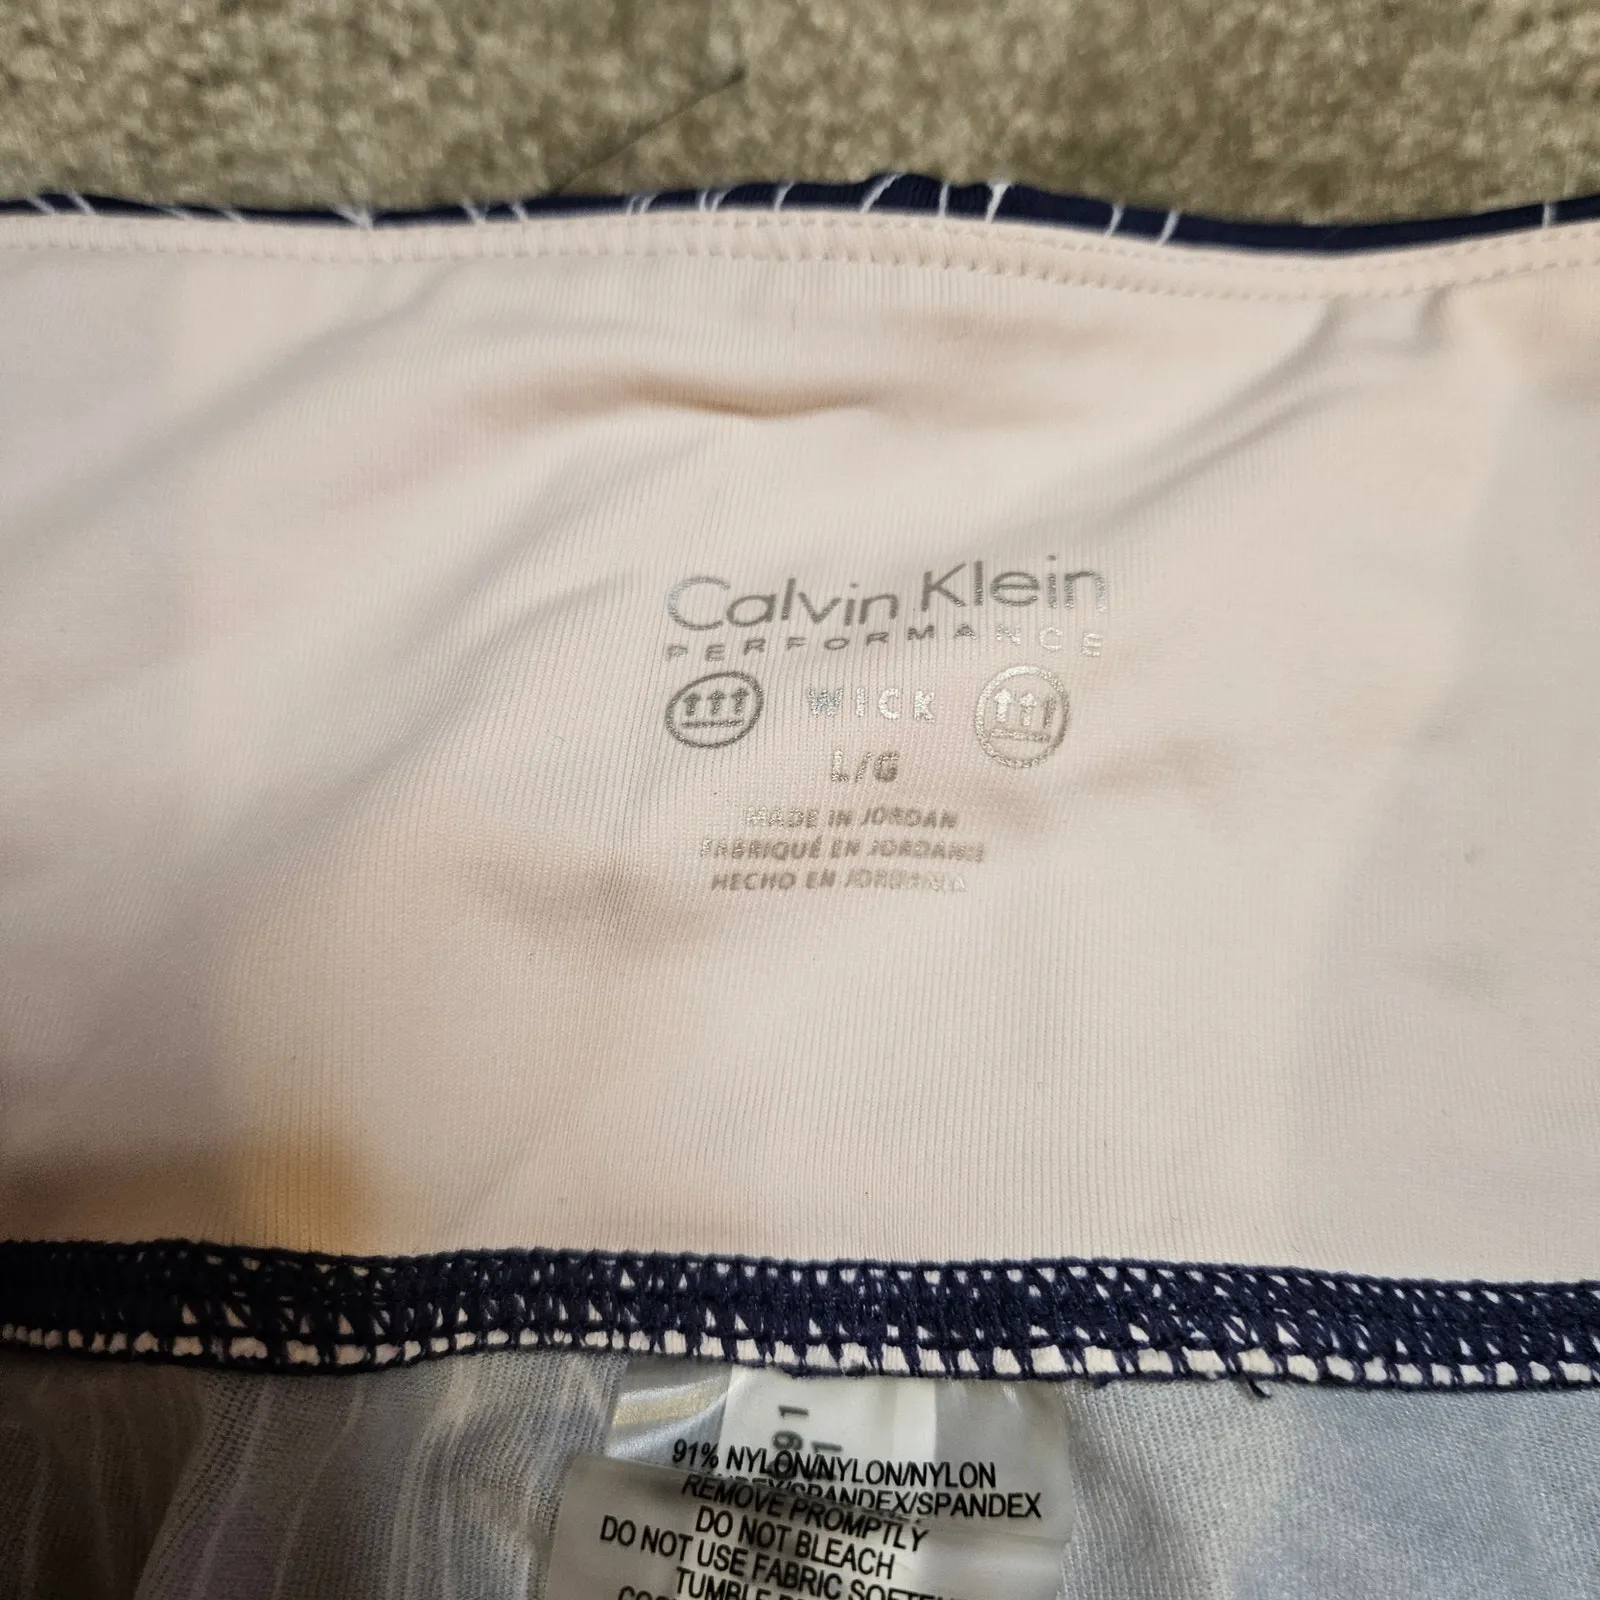 Calvin Klein
PERFORMANCE
WICK
L/G
MADE IN JORDAN
FABRIQUÉ EN JORDANIE
HECHO EN JORDANIA
91
91% NYLON/NYLON/NYLON
SPANDEX/SPANDEX
REMOVE PROMPTLY
DO NOT BLEACH
DO NOT USE FABRIC
TUMBLE